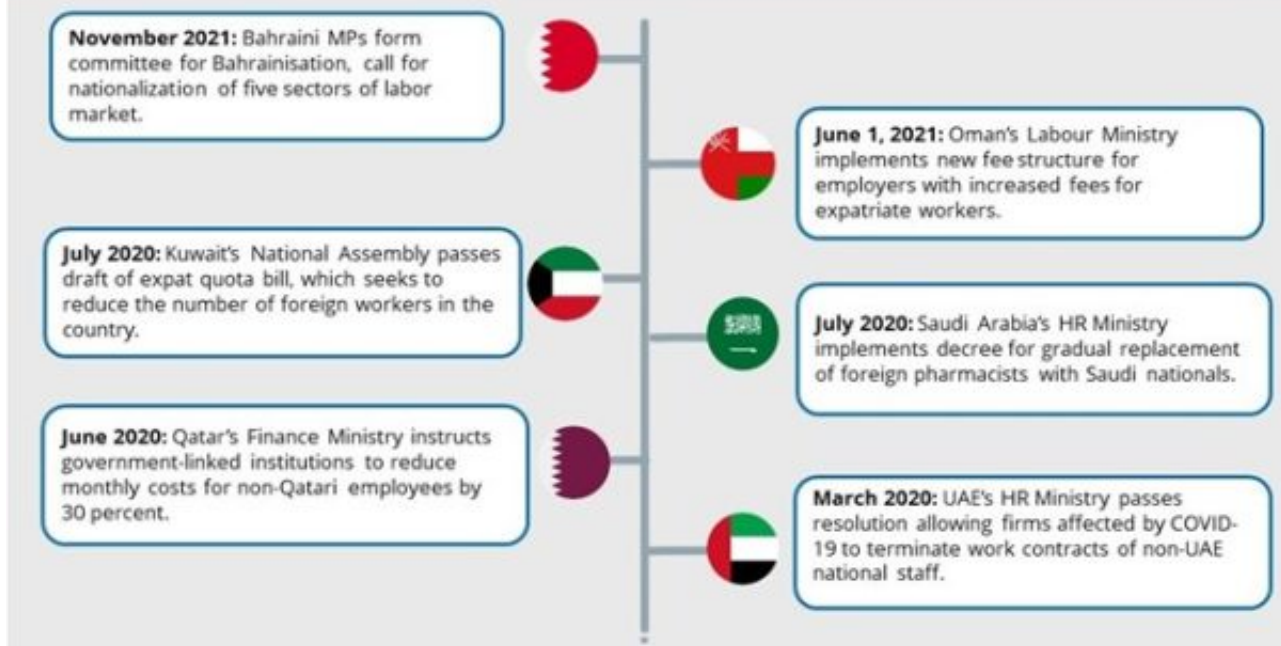 November 2021: Bahraini MPs form
committee for Bahrainisation, call for
nationalization of five sectors of labor
market.
June 1, 2021: Oman's Labour Ministry
implements new fee structure for
employers with increased fees for
expatriate workers.
July 2020: Kuwait's National Assembly passes
draft of expat quota bill, which seeks to
reduce the number of foreign workers in the
country.
July 2020: Saudi Arabia's HR Ministry
implements decree for gradual replacement
of foreign pharmacists with Saudi nationals.
June 2020: Qatar's Finance Ministry instructs
government-linked institutions to reduce
monthly costs for non-Qatari employees by
30 percent.
March 2020: UAE's HR Ministry passes
resolution allowing firms affected by COVID-
19 to terminate work contracts of non-UAE
national staff.